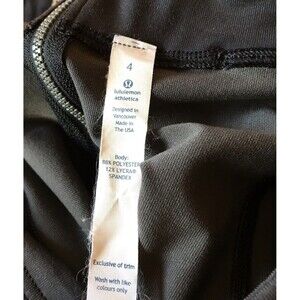 4
lululemon
athletica
Designed in
Vancouver
Made in
The USA
Body:
88% POLYESTER
12% LYCRA®
SPANDEX
Exclusive of trim
Wash with like
colours only